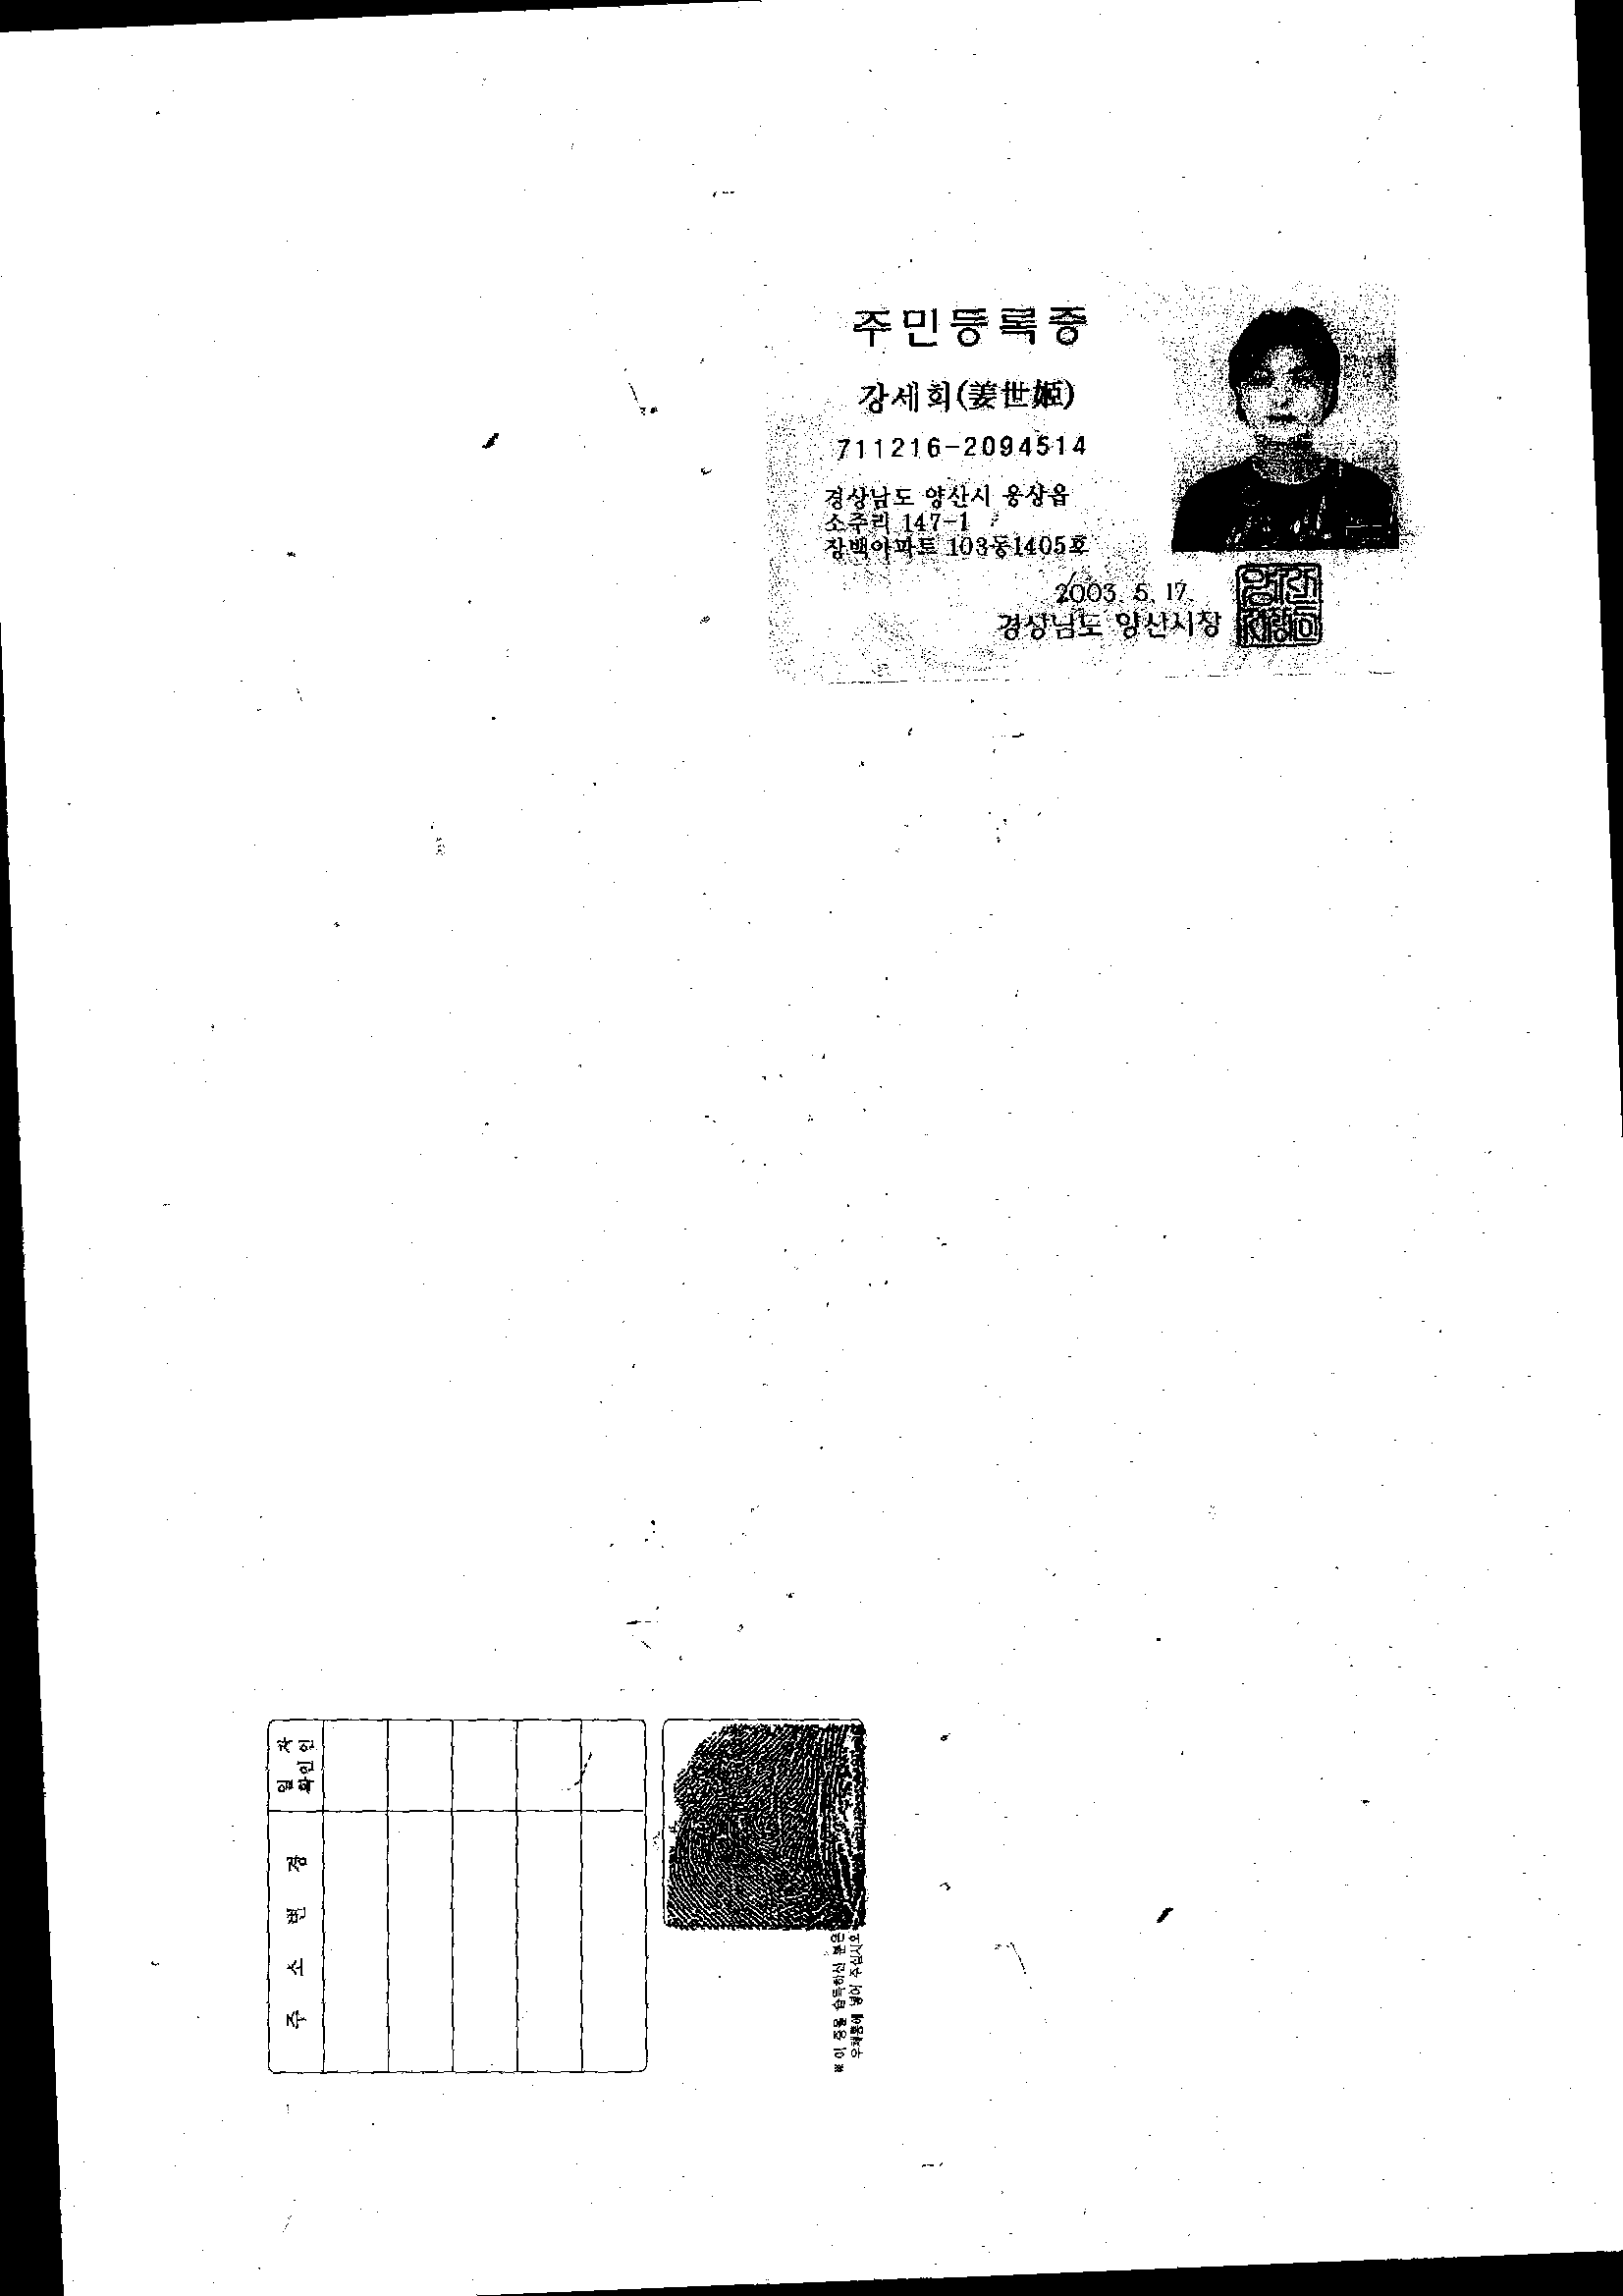 주민등록증
강세희(姜世姬)
711216-2094514
경상남도 양산시 웅상읍
소주리 147-1
장백아파트 103동1405호
2003. 5. 17.
경상남도 양산시장
주 소 변 경
일 자
확인인
※ 이 증을 습득하신 분은
우체통에 넣어 주십시오